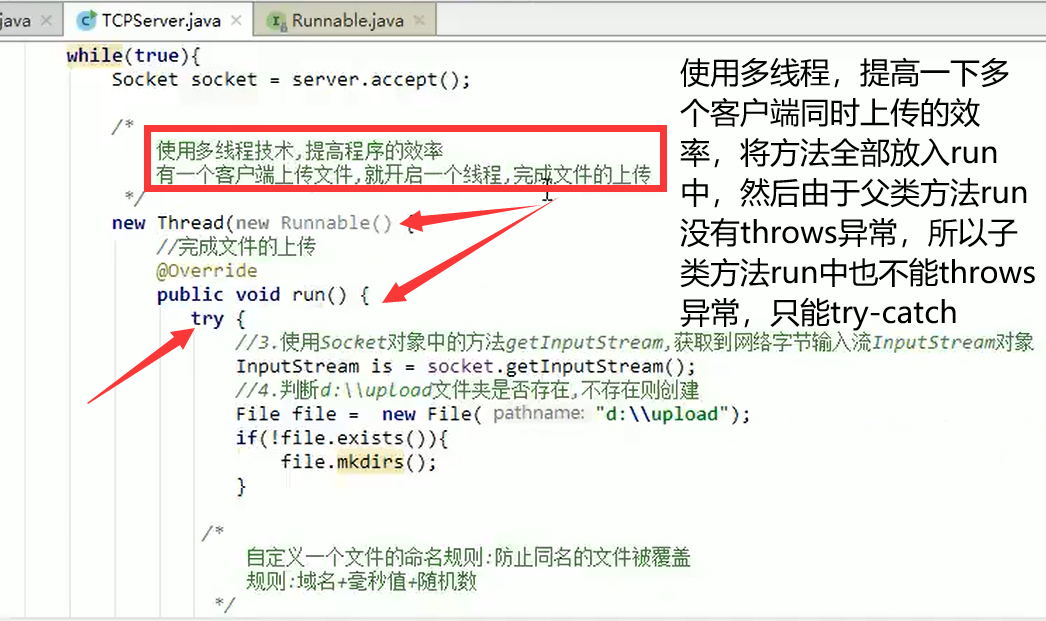 java
TCPServer.java
Runnable.java
while(true){
Socket socket = server.accept();
/*
使用多线程技术,提高程序的效率
有一个客户端上传文件,就开启一个线程,完成文件的上传
*/
new Thread(new Runnable() {
//完成文件的上传
@Override
public void run() {
try {
//3.使用Socket对象中的方法getInputStream,获取到网络字节输入流InputStream对象
InputStream is = socket.getInputStream();
//4.判断d:\\upload文件夹是否存在,不存在则创建
File file =  new File( pathname: "d:\\upload");
if(!file.exists()){
file.mkdirs();
}
/*
自定义一个文件的命名规则:防止同名的文件被覆盖
规则:域名+毫秒值+随机数
*/
使用多线程，提高一下多
个客户端同时上传的效
率，将方法全部放入run
中，然后由于父类方法run
没有throws异常，所以子
类方法run中也不能throws
异常，只能try-catch